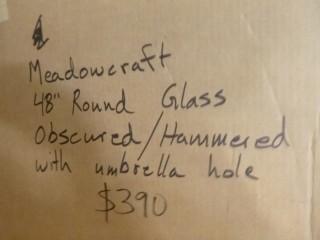 Meadowcraft
48" Round Glass
Obscured/Hammered
with umbrella hole
$390